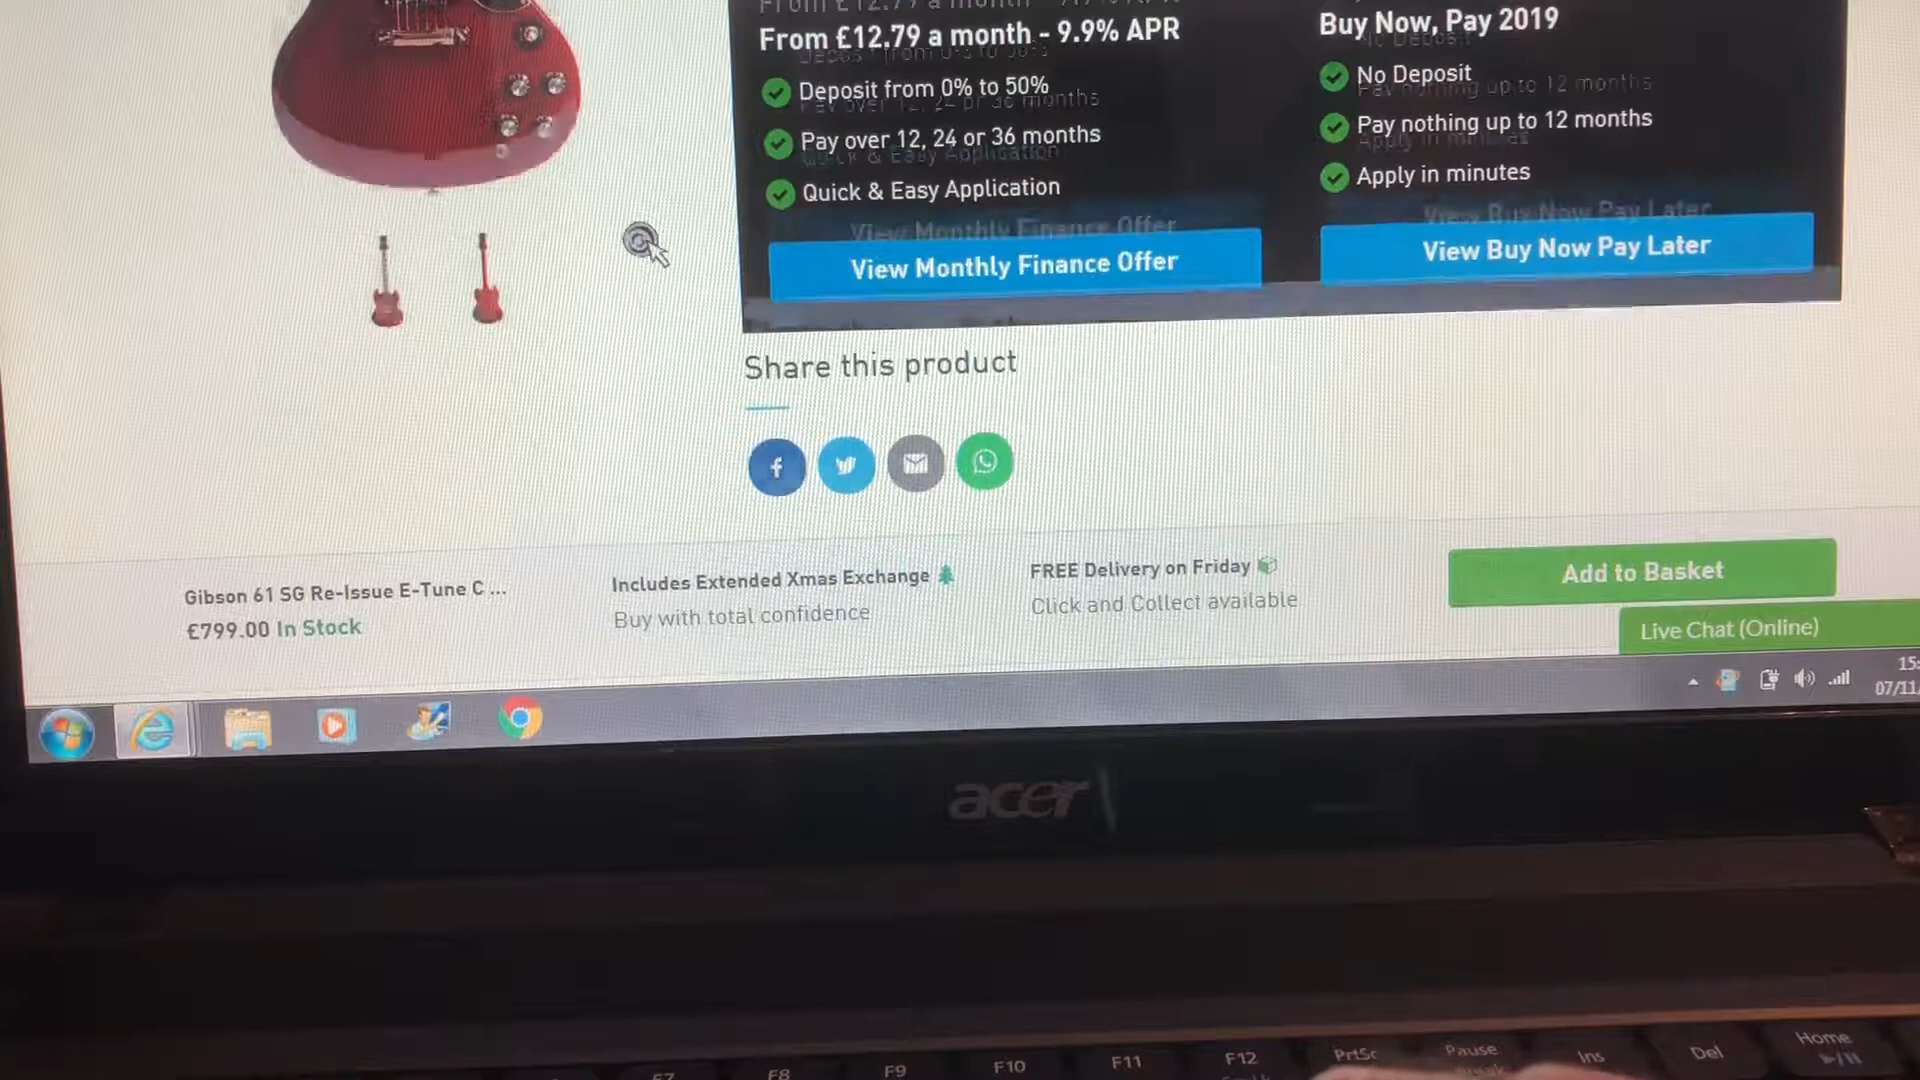 From £12.79 a month - 9.9% APR
Deposit from 0% to 50%
Pay over 12, 24 or 36 months
Quick & Easy Application
View Monthly Finance Offer
Buy Now, Pay 2019
No Deposit
Pay nothing up to 12 months
Apply in minutes
View Buy Now Pay Later
Share this product
Gibson 61 SG Re-Issue E-Tune C ...
£799.00 In Stock
Includes Extended Xmas Exchange
Buy with total confidence
FREE Delivery on Friday
Click and Collect available
Add to Basket
Live Chat (Online)
15:
07/11/
acer
F7 F8 F9 F10 F11 F12 PrtSc Pause Ins Del Home